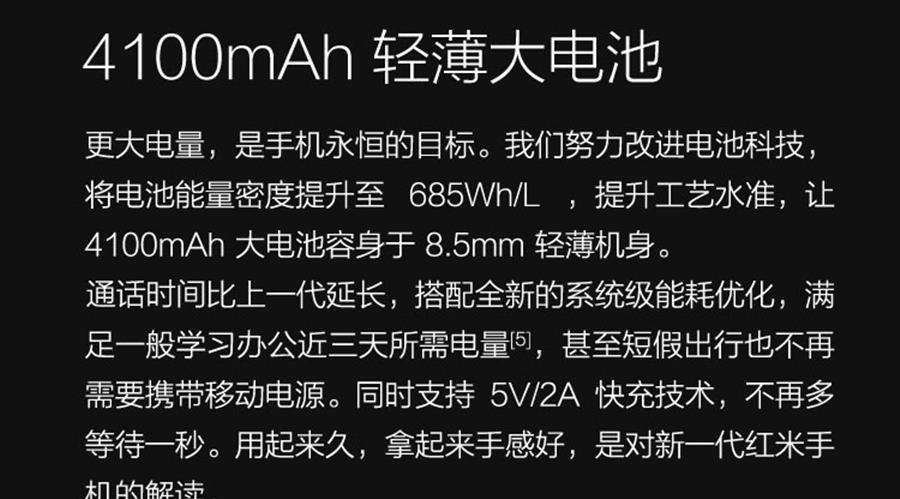 4100mAh 轻薄大电池
更大电量，是手机永恒的目标。我们努力改进电池科技，
将电池能量密度提升至 685Wh/L ，提升工艺水准，让
4100mAh 大电池容身于 8.5mm 轻薄机身。
通话时间比上一代延长，搭配全新的系统级能耗优化，满
足一般学习办公近三天所需电量[5]，甚至短假出行也不再
需要携带移动电源。同时支持 5V/2A 快充技术，不再多
等待一秒。用起来久，拿起来手感好，是对新一代红米手
机的解读。